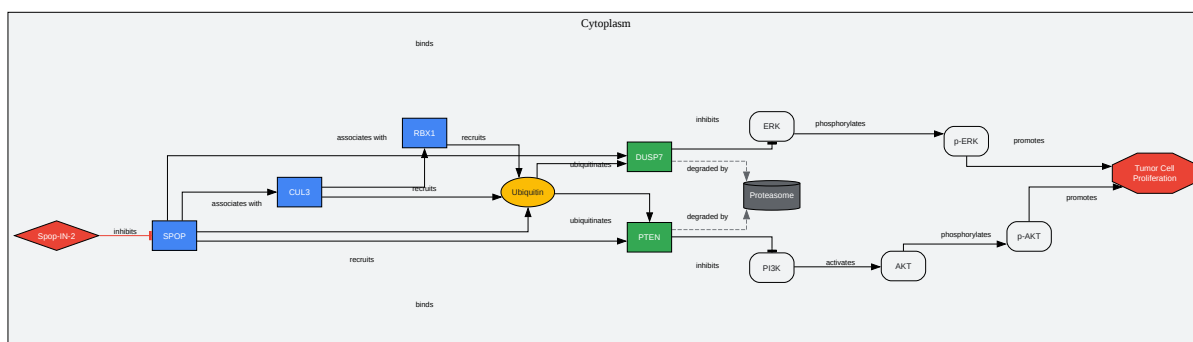 Cytoplasm
binds
inhibits
ERK
phosphorylates
RBX1
associates with
recruits
p-ERK
promotes
DUSP7
ubiquitinates
degraded by
Tumor Cell
Proliferation
CUL3
recruits
associates with
Ubiquitin
Proteasome
promotes
ubiquitinates
degraded by
Spop-IN-2
inhibits
SPOP
PTEN
p-AKT
phosphorylates
recruits
inhibits
PI3K
activates
AKT
binds